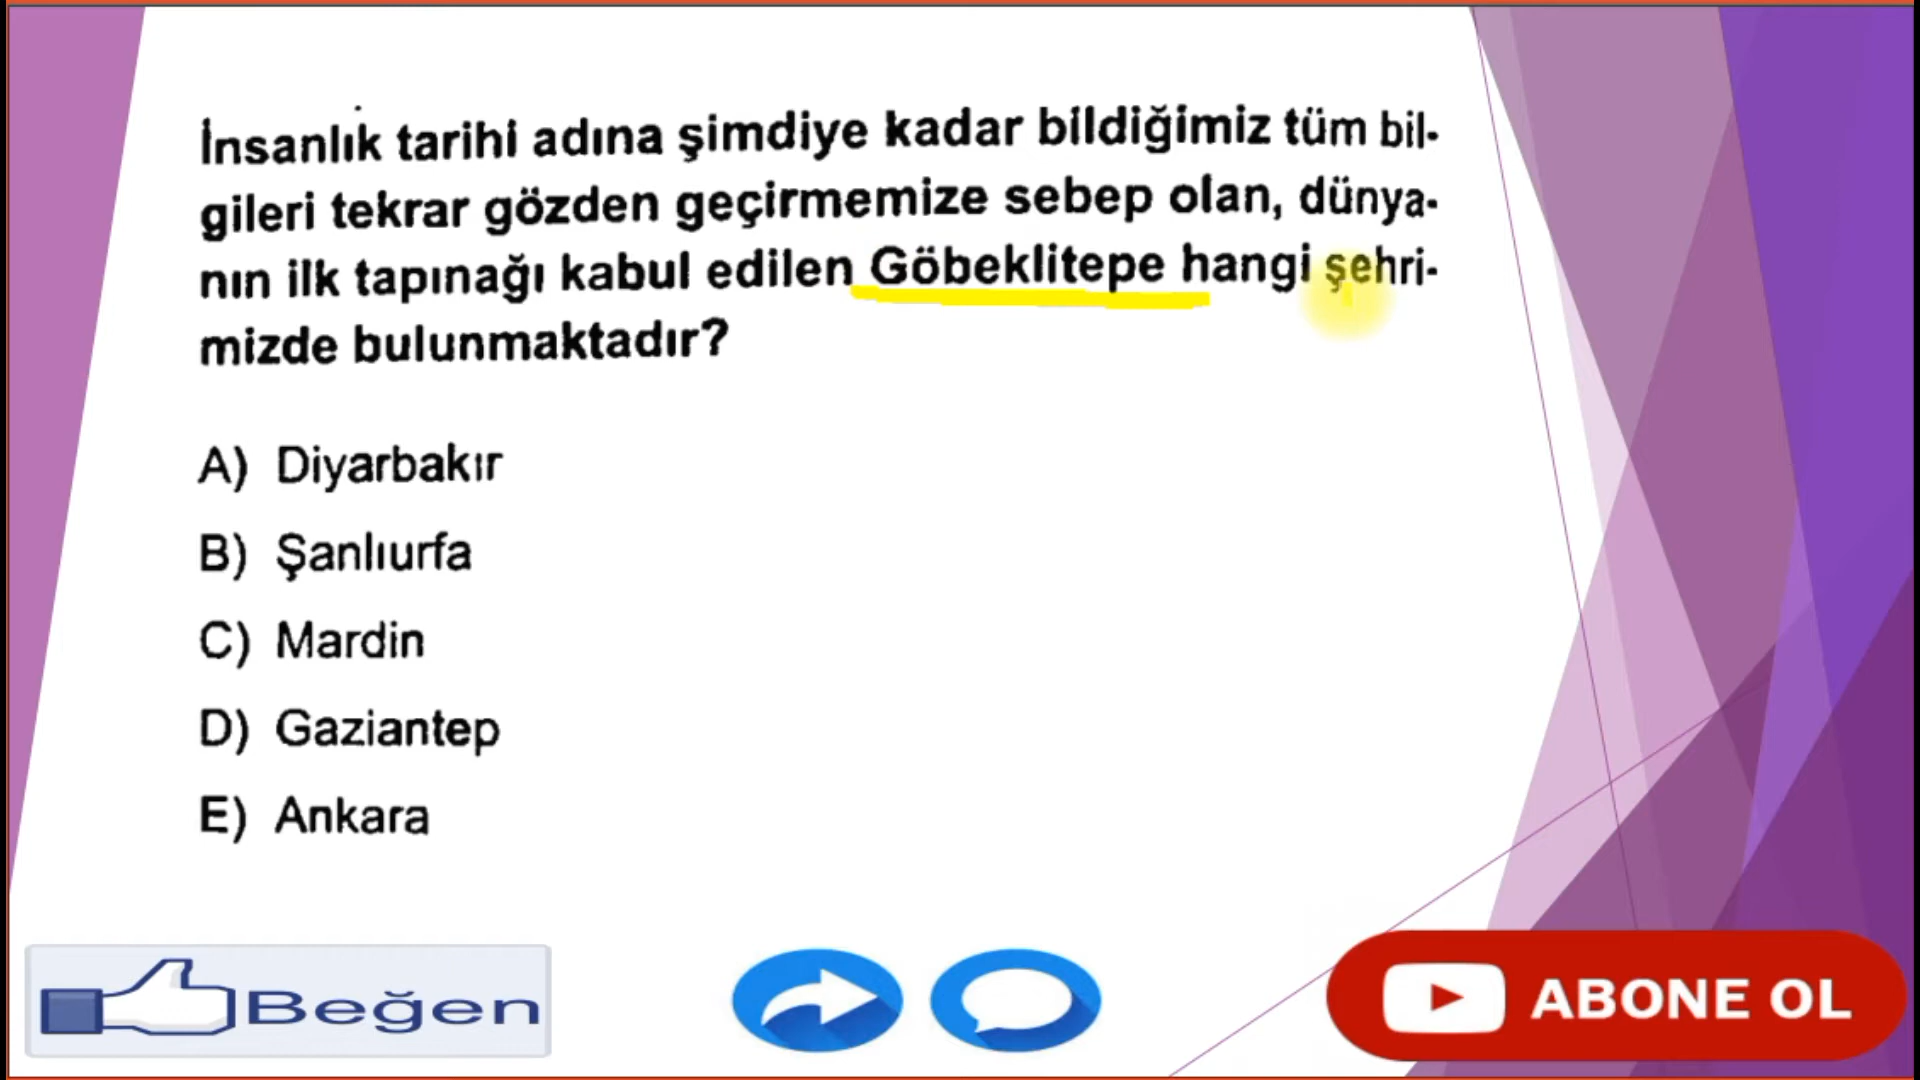 İnsanlık tarihi adına şimdiye kadar bildiğimiz tüm bil-
gileri tekrar gözden geçirmemize sebep olan, dünya-
nın ilk tapınağı kabul edilen Göbeklitepe hangi şehri-
mizde bulunmaktadır?
A) Diyarbakır
B) Şanlıurfa
C) Mardin
D) Gaziantep
E) Ankara
Beğen
ABONE OL